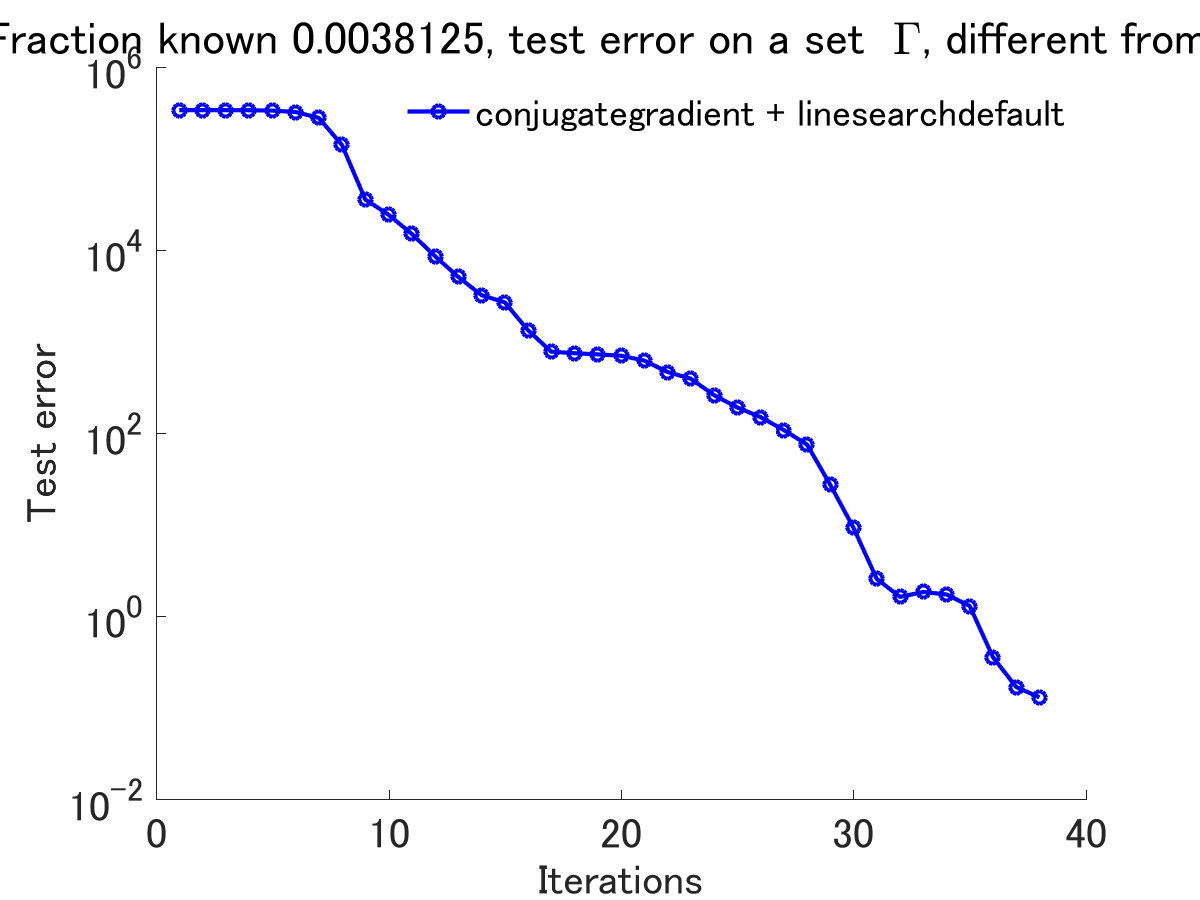 Fraction known 0.0038125, test error on a set Γ, different from
10^6
conjugategradient + linesearchdefault
10^4
10^2
10^0
10^-2
Test error
0 10 20 30 40
Iterations